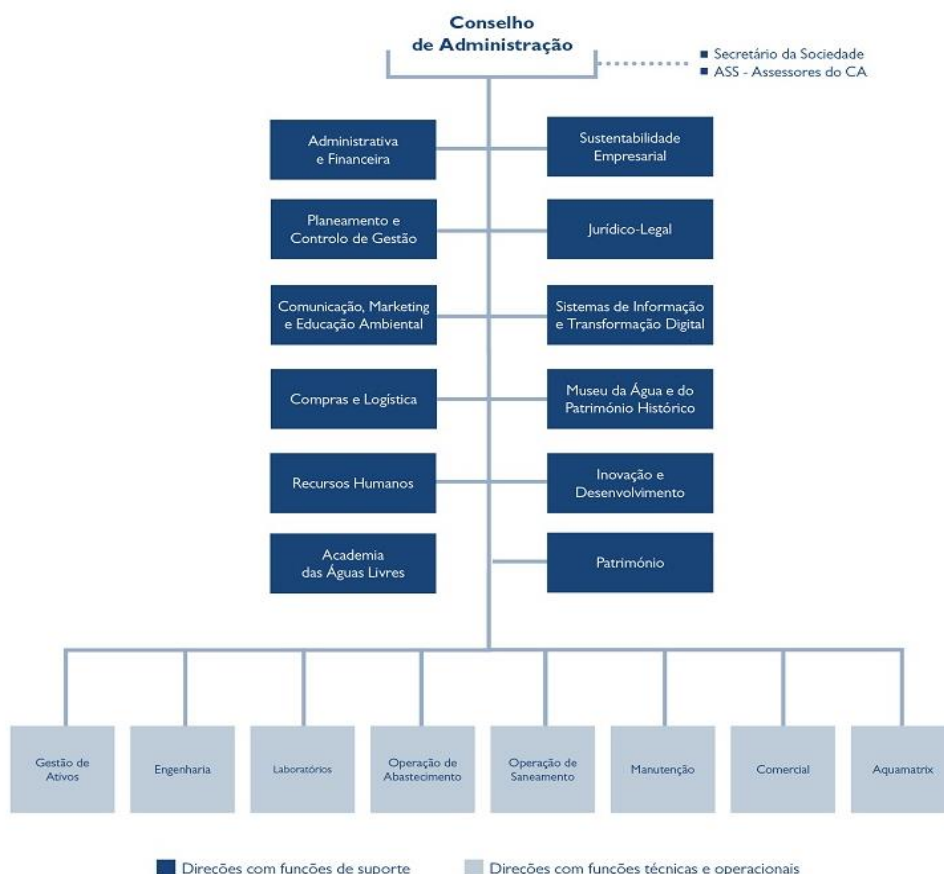 Conselho
de Administração
Secretário da Sociedade
ASS - Assessores do CA
Administrativa
e Financeira
Sustentabilidade
Empresarial
Planeamento e
Controlo de Gestão
Jurídico-Legal
Comunicação, Marketing
e Educação Ambiental
Sistemas de Informação
e Transformação Digital
Compras e Logística
Museu da Água e do
Património Histórico
Recursos Humanos
Inovação e
Desenvolvimento
Academia
das Águas Livres
Património
Gestão de
Ativos
Engenharia
Laboratórios
Operação de
Abastecimento
Operação de
Saneamento
Manutenção
Comercial
Aquamatrix
Direções com funções de suporte
Direções com funções técnicas e operacionais